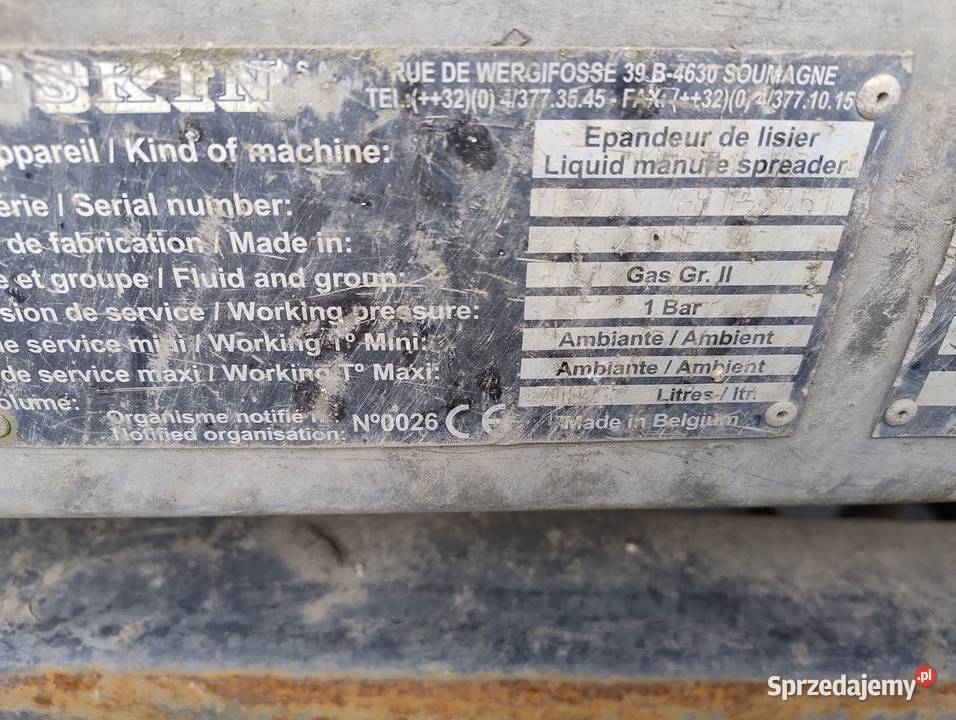 SKIN S.A. RUE DE WERGIFOSSE 39 B-4630 SOUMAGNE
TEL:(++32)(0) 4/377.35.45 - FAX: (++32)(0) 4/377.10.15
ppareil / Kind of machine: Epandeur de lisier
Liquid manure spreader
érie / Serial number:
de fabrication / Made in:
e et groupe / Fluid and group: Gas Gr. II
sion de service / Working pressure: 1 Bar
e service mini / Working T° Mini: Ambiante / Ambient
de service maxi / Working T° Maxi: Ambiante / Ambient
olume: Litres / ltr.
Organisme notifié N°0026 CE Made in Belgium
Notified organisation:
Sprzedajemy.pl